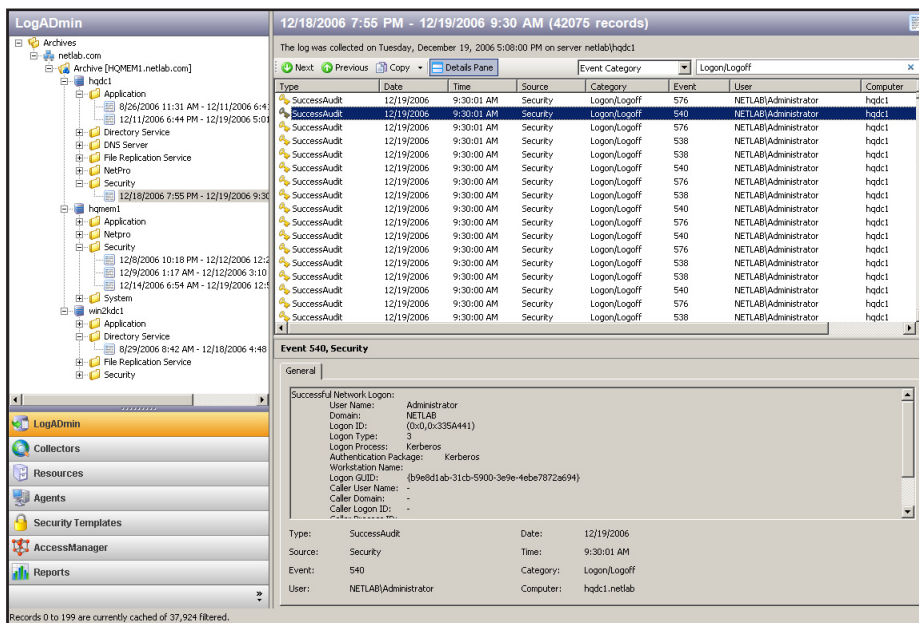 LogADmin
Archives
netlab.com
Archive [HQMEM1.netlab.com]
hqdc1
Application
8/26/2006 11:31 AM - 12/11/2006 6:4
12/11/2006 6:44 PM - 12/19/2006 5:01
Directory Service
DNS Server
File Replication Service
NetPro
Security
12/18/2006 7:55 PM - 12/19/2006 9:30
hqmem1
Application
Netpro
Security
12/8/2006 10:18 PM - 12/12/2006 12:2
12/9/2006 1:17 AM - 12/12/2006 3:10
12/14/2006 6:54 AM - 12/19/2006 12:5
System
win2kdc1
Application
Directory Service
8/29/2006 8:42 AM - 12/18/2006 4:48
File Replication Service
Security
LogADmin
Collectors
Resources
Agents
Security Templates
AccessManager
Reports
12/18/2006 7:55 PM - 12/19/2006 9:30 AM (42075 records)
The log was collected on Tuesday, December 19, 2006 5:08:00 PM on server netlab\hqdc1
Next Previous Copy Details Pane Event Category Logon/Logoff
Type Date Time Source Category Event User Computer
SuccessAudit 12/19/2006 9:30:01 AM Security Logon/Logoff 576 NETLAB\Administrator hqdc1
SuccessAudit 12/19/2006 9:30:01 AM Security Logon/Logoff 540 NETLAB\Administrator hqdc1
SuccessAudit 12/19/2006 9:30:01 AM Security Logon/Logoff 576 NETLAB\Administrator hqdc1
SuccessAudit 12/19/2006 9:30:01 AM Security Logon/Logoff 538 NETLAB\Administrator hqdc1
SuccessAudit 12/19/2006 9:30:00 AM Security Logon/Logoff 538 NETLAB\Administrator hqdc1
SuccessAudit 12/19/2006 9:30:00 AM Security Logon/Logoff 540 NETLAB\Administrator hqdc1
SuccessAudit 12/19/2006 9:30:00 AM Security Logon/Logoff 576 NETLAB\Administrator hqdc1
SuccessAudit 12/19/2006 9:30:00 AM Security Logon/Logoff 538 NETLAB\Administrator hqdc1
SuccessAudit 12/19/2006 9:30:00 AM Security Logon/Logoff 540 NETLAB\Administrator hqdc1
SuccessAudit 12/19/2006 9:30:00 AM Security Logon/Logoff 576 NETLAB\Administrator hqdc1
SuccessAudit 12/19/2006 9:30:00 AM Security Logon/Logoff 540 NETLAB\Administrator hqdc1
SuccessAudit 12/19/2006 9:30:00 AM Security Logon/Logoff 576 NETLAB\Administrator hqdc1
SuccessAudit 12/19/2006 9:30:00 AM Security Logon/Logoff 538 NETLAB\Administrator hqdc1
SuccessAudit 12/19/2006 9:30:00 AM Security Logon/Logoff 538 NETLAB\Administrator hqdc1
SuccessAudit 12/19/2006 9:30:00 AM Security Logon/Logoff 540 NETLAB\Administrator hqdc1
SuccessAudit 12/19/2006 9:30:00 AM Security Logon/Logoff 576 NETLAB\Administrator hqdc1
SuccessAudit 12/19/2006 9:30:00 AM Security Logon/Logoff 538 NETLAB\Administrator hqdc1
Event 540, Security
General
Successful Network Logon:
User Name: Administrator
Domain: NETLAB
Logon ID: (0x0,0x335A441)
Logon Type: 3
Logon Process: Kerberos
Authentication Package: Kerberos
Workstation Name:
Logon GUID: {b9e8d1ab-31cb-5900-3e9e-4ebe7872a694}
Caller User Name: -
Caller Domain: -
Caller Logon ID: -
Caller Process ID:
Type: SuccessAudit Date: 12/19/2006
Source: Security Time: 9:30:01 AM
Event: 540 Category: Logon/Logoff
User: NETLAB\Administrator Computer: hqdc1.netlab
Records 0 to 199 are currently cached of 37,924 filtered.